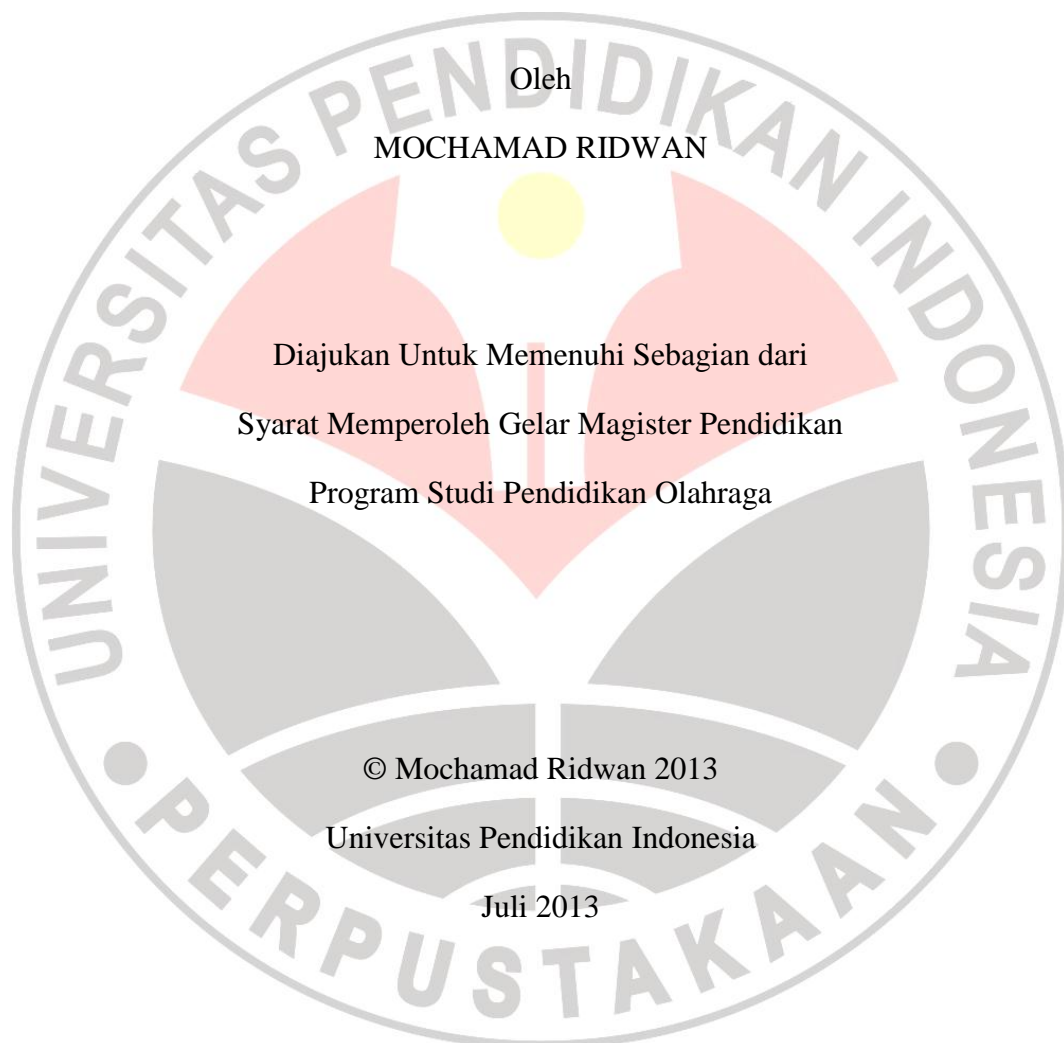 UNIVERSITAS PENDIDIKAN INDONESIA
Oleh
MOCHAMAD RIDWAN
Diajukan Untuk Memenuhi Sebagian dari
Syarat Memperoleh Gelar Magister Pendidikan
Program Studi Pendidikan Olahraga
© Mochamad Ridwan 2013
Universitas Pendidikan Indonesia
Juli 2013
PERPUSTAKAAN